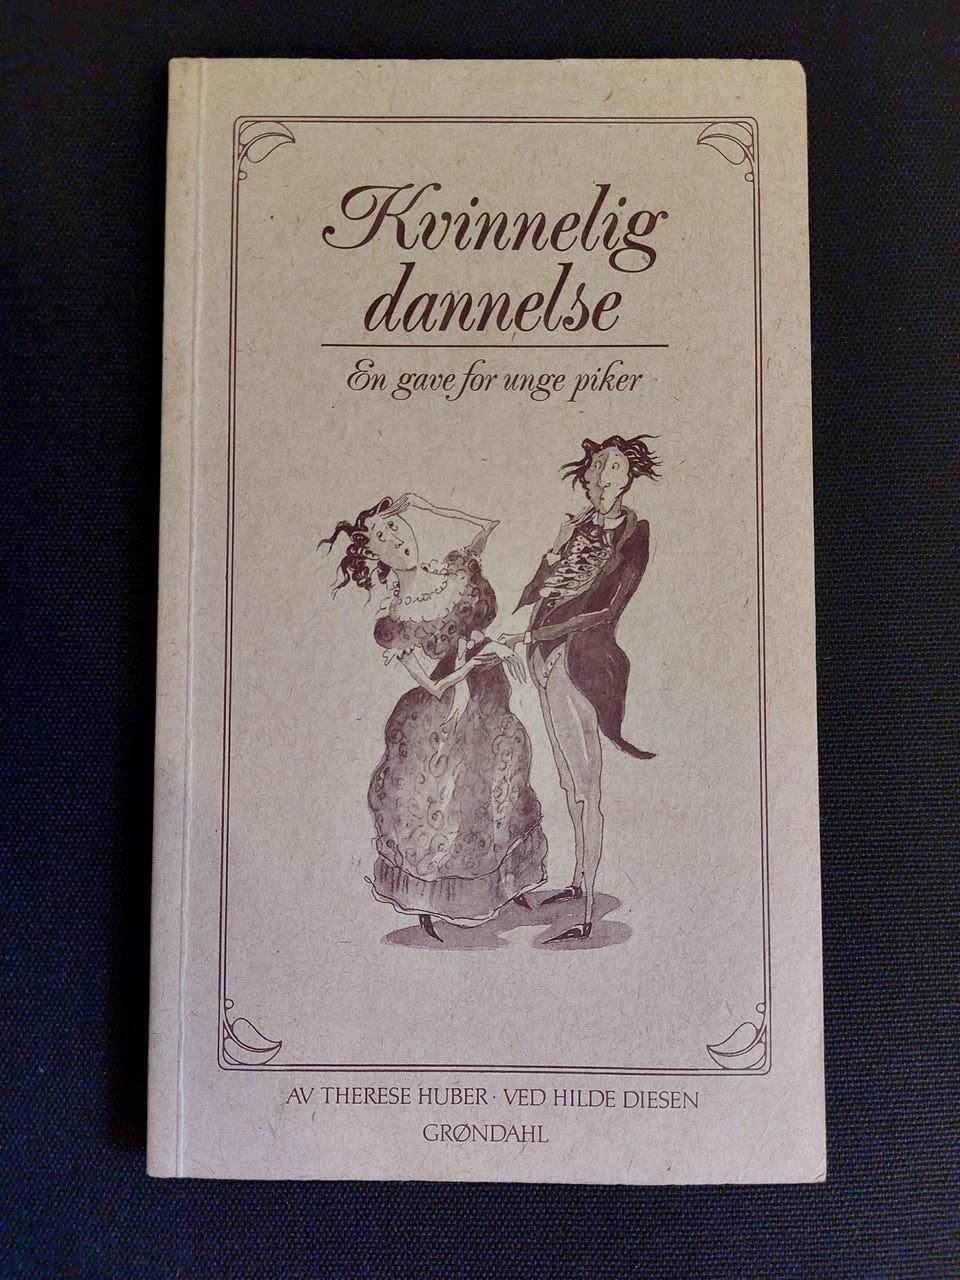 Kvinnelig
dannelse
En gave for unge piker
AV THERESE HUBER · VED HILDE DIESEN
GRØNDAHL